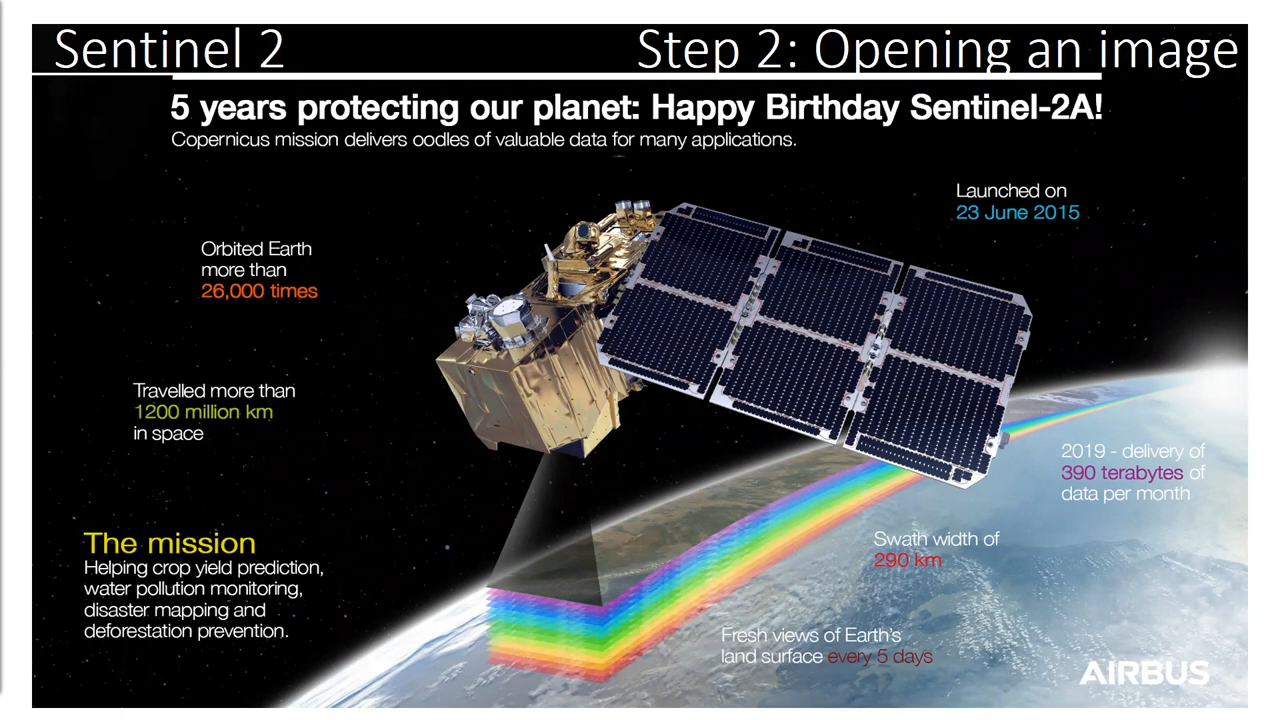 Sentinel 2
Step 2: Opening an image
5 years protecting our planet: Happy Birthday Sentinel-2A!
Copernicus mission delivers oodles of valuable data for many applications.
Launched on
23 June 2015
Orbited Earth
more than
26,000 times
Travelled more than
1200 million km
in space
2019 - delivery of
390 terabytes of
data per month
The mission
Helping crop yield prediction,
water pollution monitoring,
disaster mapping and
deforestation prevention.
Swath width of
290 km
Fresh views of Earth's
land surface every 5 days
AIRBUS